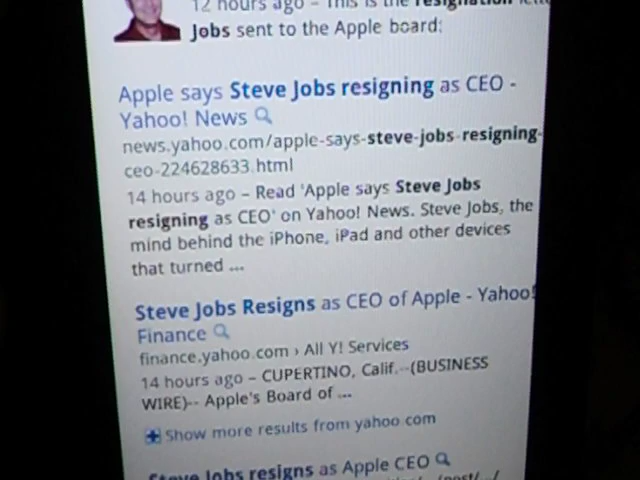 12 hours ago – This is the resignation
Jobs sent to the Apple board:
Apple says Steve Jobs resigning as CEO -
Yahoo! News
news.yahoo.com/apple-says-steve-jobs-resigning-
ceo-224628633.html
14 hours ago – Read 'Apple says Steve Jobs
resigning as CEO' on Yahoo! News. Steve Jobs, the
mind behind the iPhone, iPad and other devices
that turned ...
Steve Jobs Resigns as CEO of Apple - Yahoo!
Finance
finance.yahoo.com › All Y! Services
14 hours ago – CUPERTINO, Calif.--(BUSINESS
WIRE)-- Apple's Board of ...
Show more results from yahoo.com
Steve Jobs resigns as Apple CEO